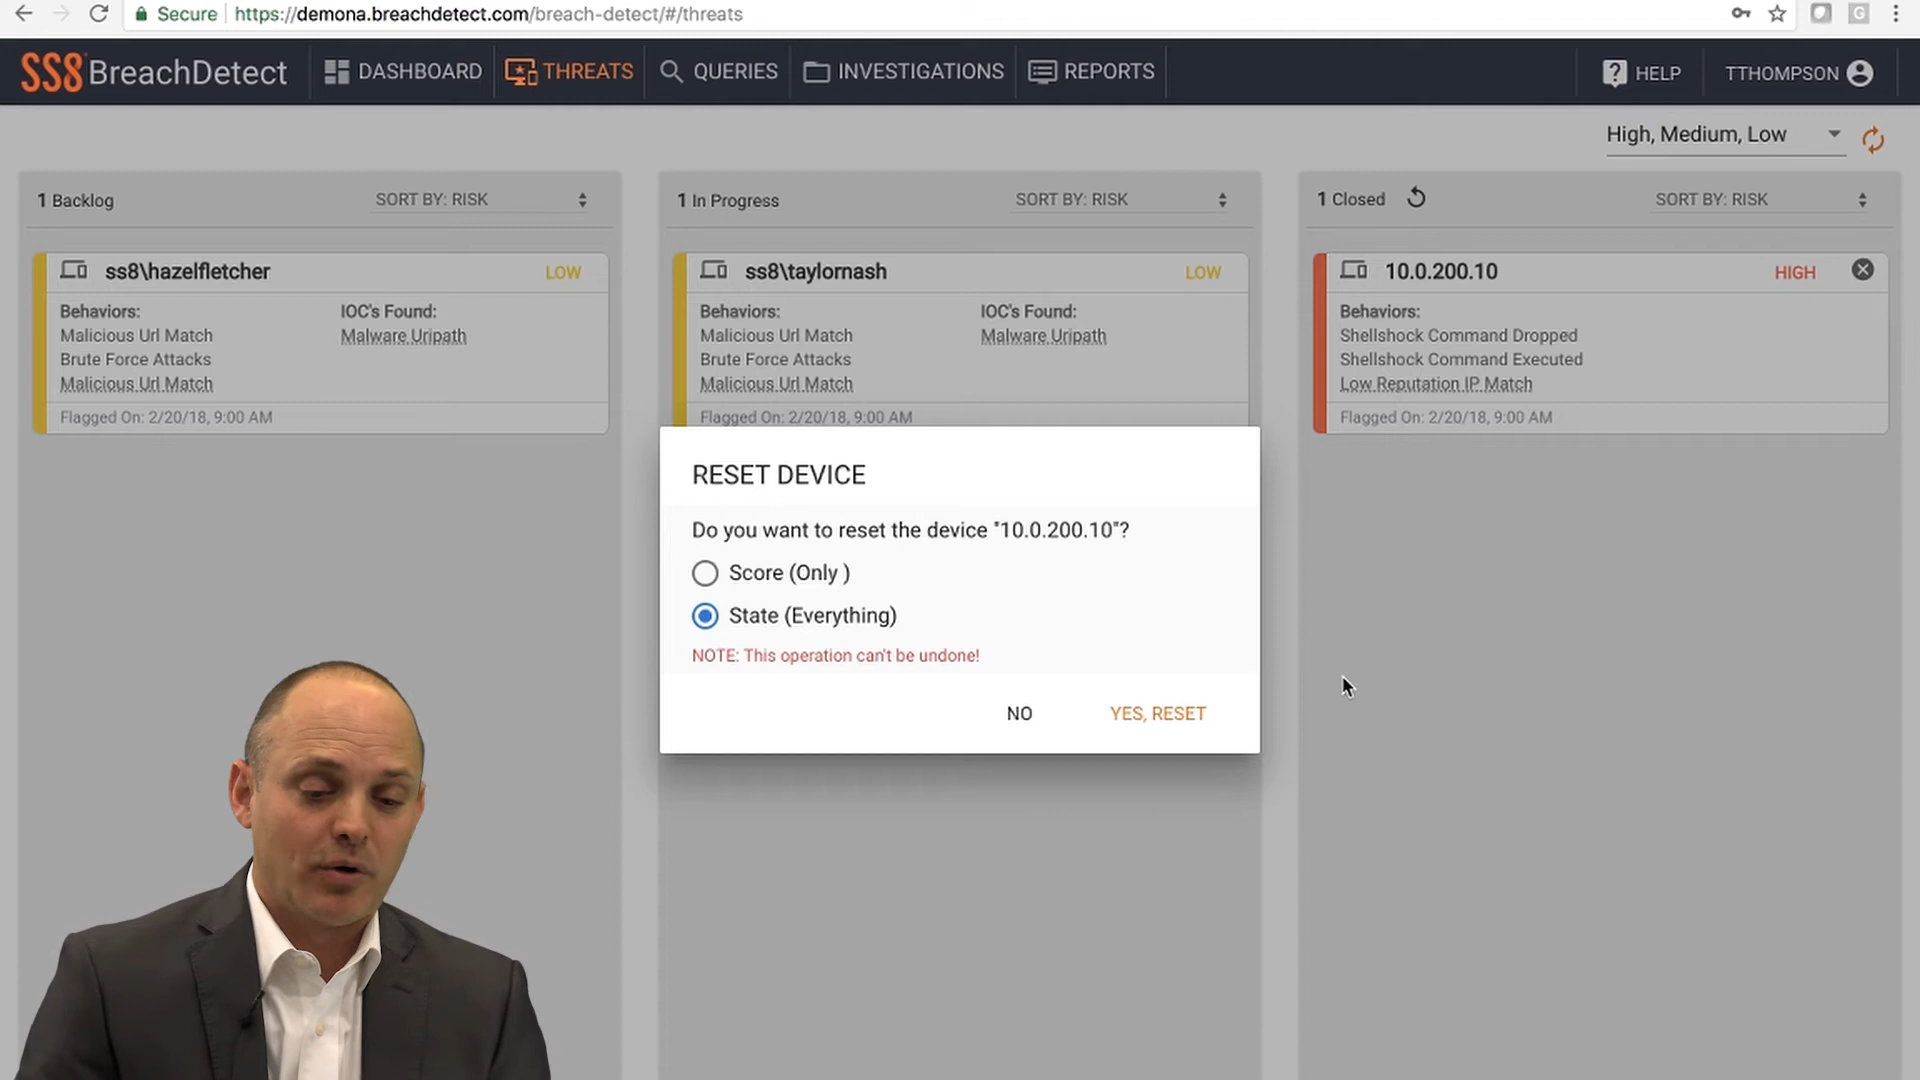 Secure https://demona.breachdetect.com/breach-detect/#/threats
SS8 BreachDetect DASHBOARD THREATS QUERIES INVESTIGATIONS REPORTS HELP TTHOMPSON
High, Medium, Low
1 Backlog SORT BY: RISK
ss8\hazelfletcher LOW
Behaviors: IOC's Found:
Malicious Url Match Malware Uripath
Brute Force Attacks
Malicious Url Match
Flagged On: 2/20/18, 9:00 AM
1 In Progress SORT BY: RISK
ss8\taylornash LOW
Behaviors: IOC's Found:
Malicious Url Match Malware Uripath
Brute Force Attacks
Malicious Url Match
Flagged On: 2/20/18, 9:00 AM
1 Closed SORT BY: RISK
10.0.200.10 HIGH
Behaviors:
Shellshock Command Dropped
Shellshock Command Executed
Low Reputation IP Match
Flagged On: 2/20/18, 9:00 AM
RESET DEVICE
Do you want to reset the device "10.0.200.10"?
Score (Only )
State (Everything)
NOTE: This operation can't be undone!
NO YES, RESET